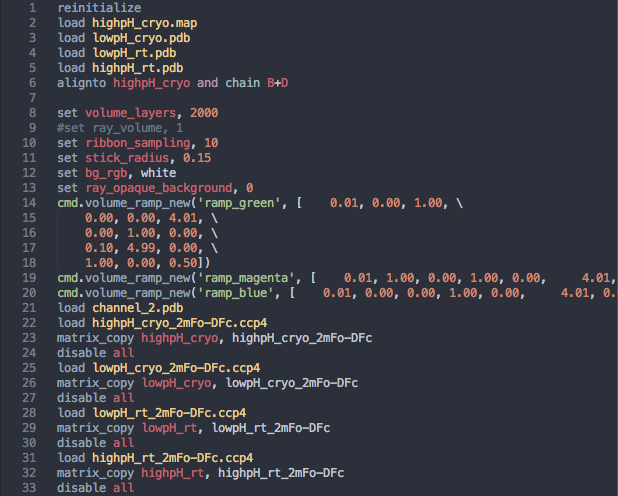 1 reinitialize
2 load highpH_cryo.map
3 load lowpH_cryo.pdb
4 load lowpH_rt.pdb
5 load highpH_rt.pdb
6 alignto highpH_cryo and chain B+D
7
8 set volume_layers, 2000
9 #set ray_volume, 1
10 set ribbon_sampling, 10
11 set stick_radius, 0.15
12 set bg_rgb, white
13 set ray_opaque_background, 0
14 cmd.volume_ramp_new('ramp_green', [    0.01, 0.00, 1.00, \
15     0.00, 0.00, 4.01, \
16     0.00, 1.00, 0.00, \
17     0.10, 4.99, 0.00, \
18     1.00, 0.00, 0.50])
19 cmd.volume_ramp_new('ramp_magenta', [    0.01, 1.00, 0.00, 1.00, 0.00,     4.01,
20 cmd.volume_ramp_new('ramp_blue', [    0.01, 0.00, 0.00, 1.00, 0.00,     4.01, 0.
21 load channel_2.pdb
22 load highpH_cryo_2mFo-DFc.ccp4
23 matrix_copy highpH_cryo, highpH_cryo_2mFo-DFc
24 disable all
25 load lowpH_cryo_2mFo-DFc.ccp4
26 matrix_copy lowpH_cryo, lowpH_cryo_2mFo-DFc
27 disable all
28 load lowpH_rt_2mFo-DFc.ccp4
29 matrix_copy lowpH_rt, lowpH_rt_2mFo-DFc
30 disable all
31 load highpH_rt_2mFo-DFc.ccp4
32 matrix_copy highpH_rt, highpH_rt_2mFo-DFc
33 disable all